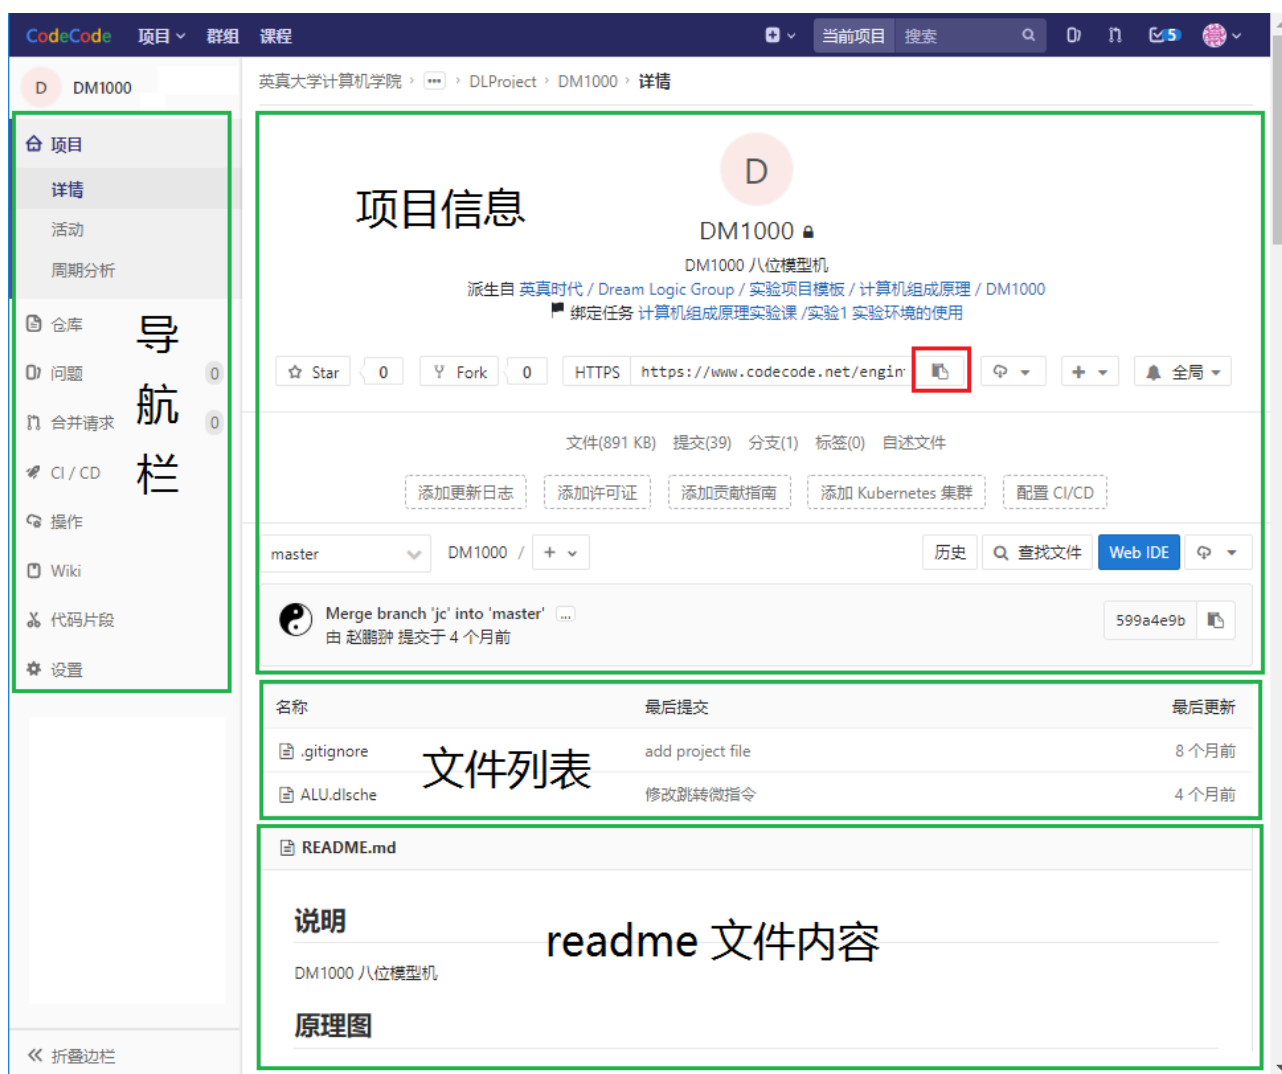 CodeCode 项目 群组 课程 当前项目 搜索 5
D DM1000
英真大学计算机学院 › ••• › DLProject › DM1000 › 详情
项目
详情
活动
周期分析
仓库
问题 0
合并请求 0
CI / CD
操作
Wiki
代码片段
设置
折叠边栏
导
航
栏
D
项目信息
DM1000
DM1000 八位模型机
派生自 英真时代 / Dream Logic Group / 实验项目模板 / 计算机组成原理 / DM1000
绑定任务 计算机组成原理实验课 /实验1 实验环境的使用
Star 0 Fork 0 HTTPS https://www.codecode.net/engin 全局
文件(891 KB) 提交(39) 分支(1) 标签(0) 自述文件
添加更新日志 添加许可证 添加贡献指南 添加 Kubernetes 集群 配置 CI/CD
master DM1000 / + 历史 查找文件 Web IDE
Merge branch 'jc' into 'master' ...
由 赵鹏翀 提交于 4 个月前
599a4e9b
名称 最后提交 最后更新
.gitignore add project file 8 个月前
文件列表
ALU.dlsche 修改跳转微指令 4 个月前
README.md
说明
readme 文件内容
DM1000 八位模型机
原理图